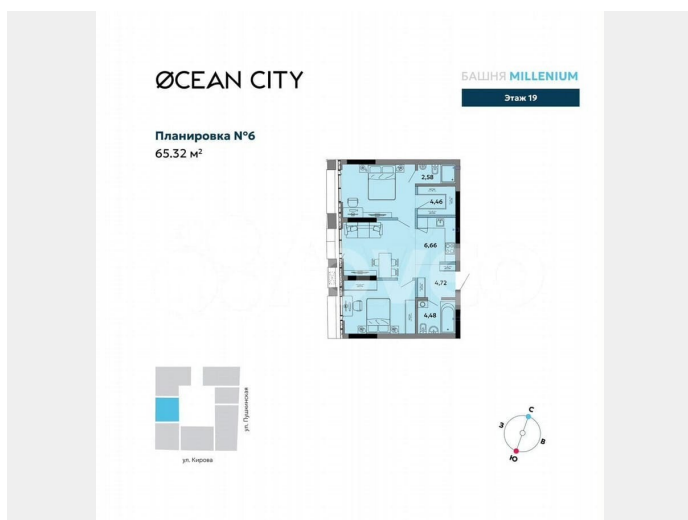 ØCEAN CITY
БАШНЯ MILLENIUM
Этаж 19
Планировка №6
65.32 м²
2,58
4,46
6,66
4,72
4,48
ул. Пушкинская
ул. Кирова
С
З
В
Ю